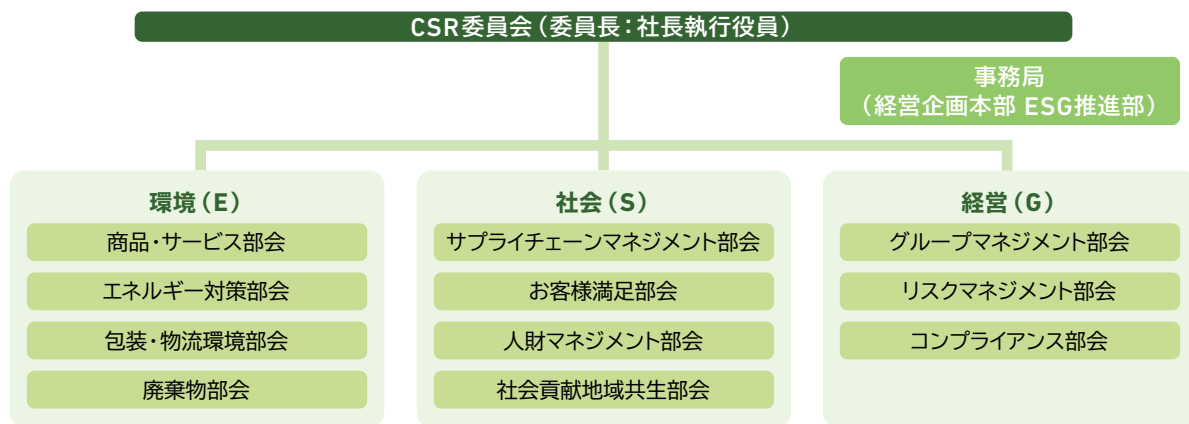 CSR委員会（委員長：社長執行役員）
事務局
（経営企画本部 ESG推進部）
環境（E）
商品・サービス部会
エネルギー対策部会
包装・物流環境部会
廃棄物部会
社会（S）
サプライチェーンマネジメント部会
お客様満足部会
人財マネジメント部会
社会貢献地域共生部会
経営（G）
グループマネジメント部会
リスクマネジメント部会
コンプライアンス部会